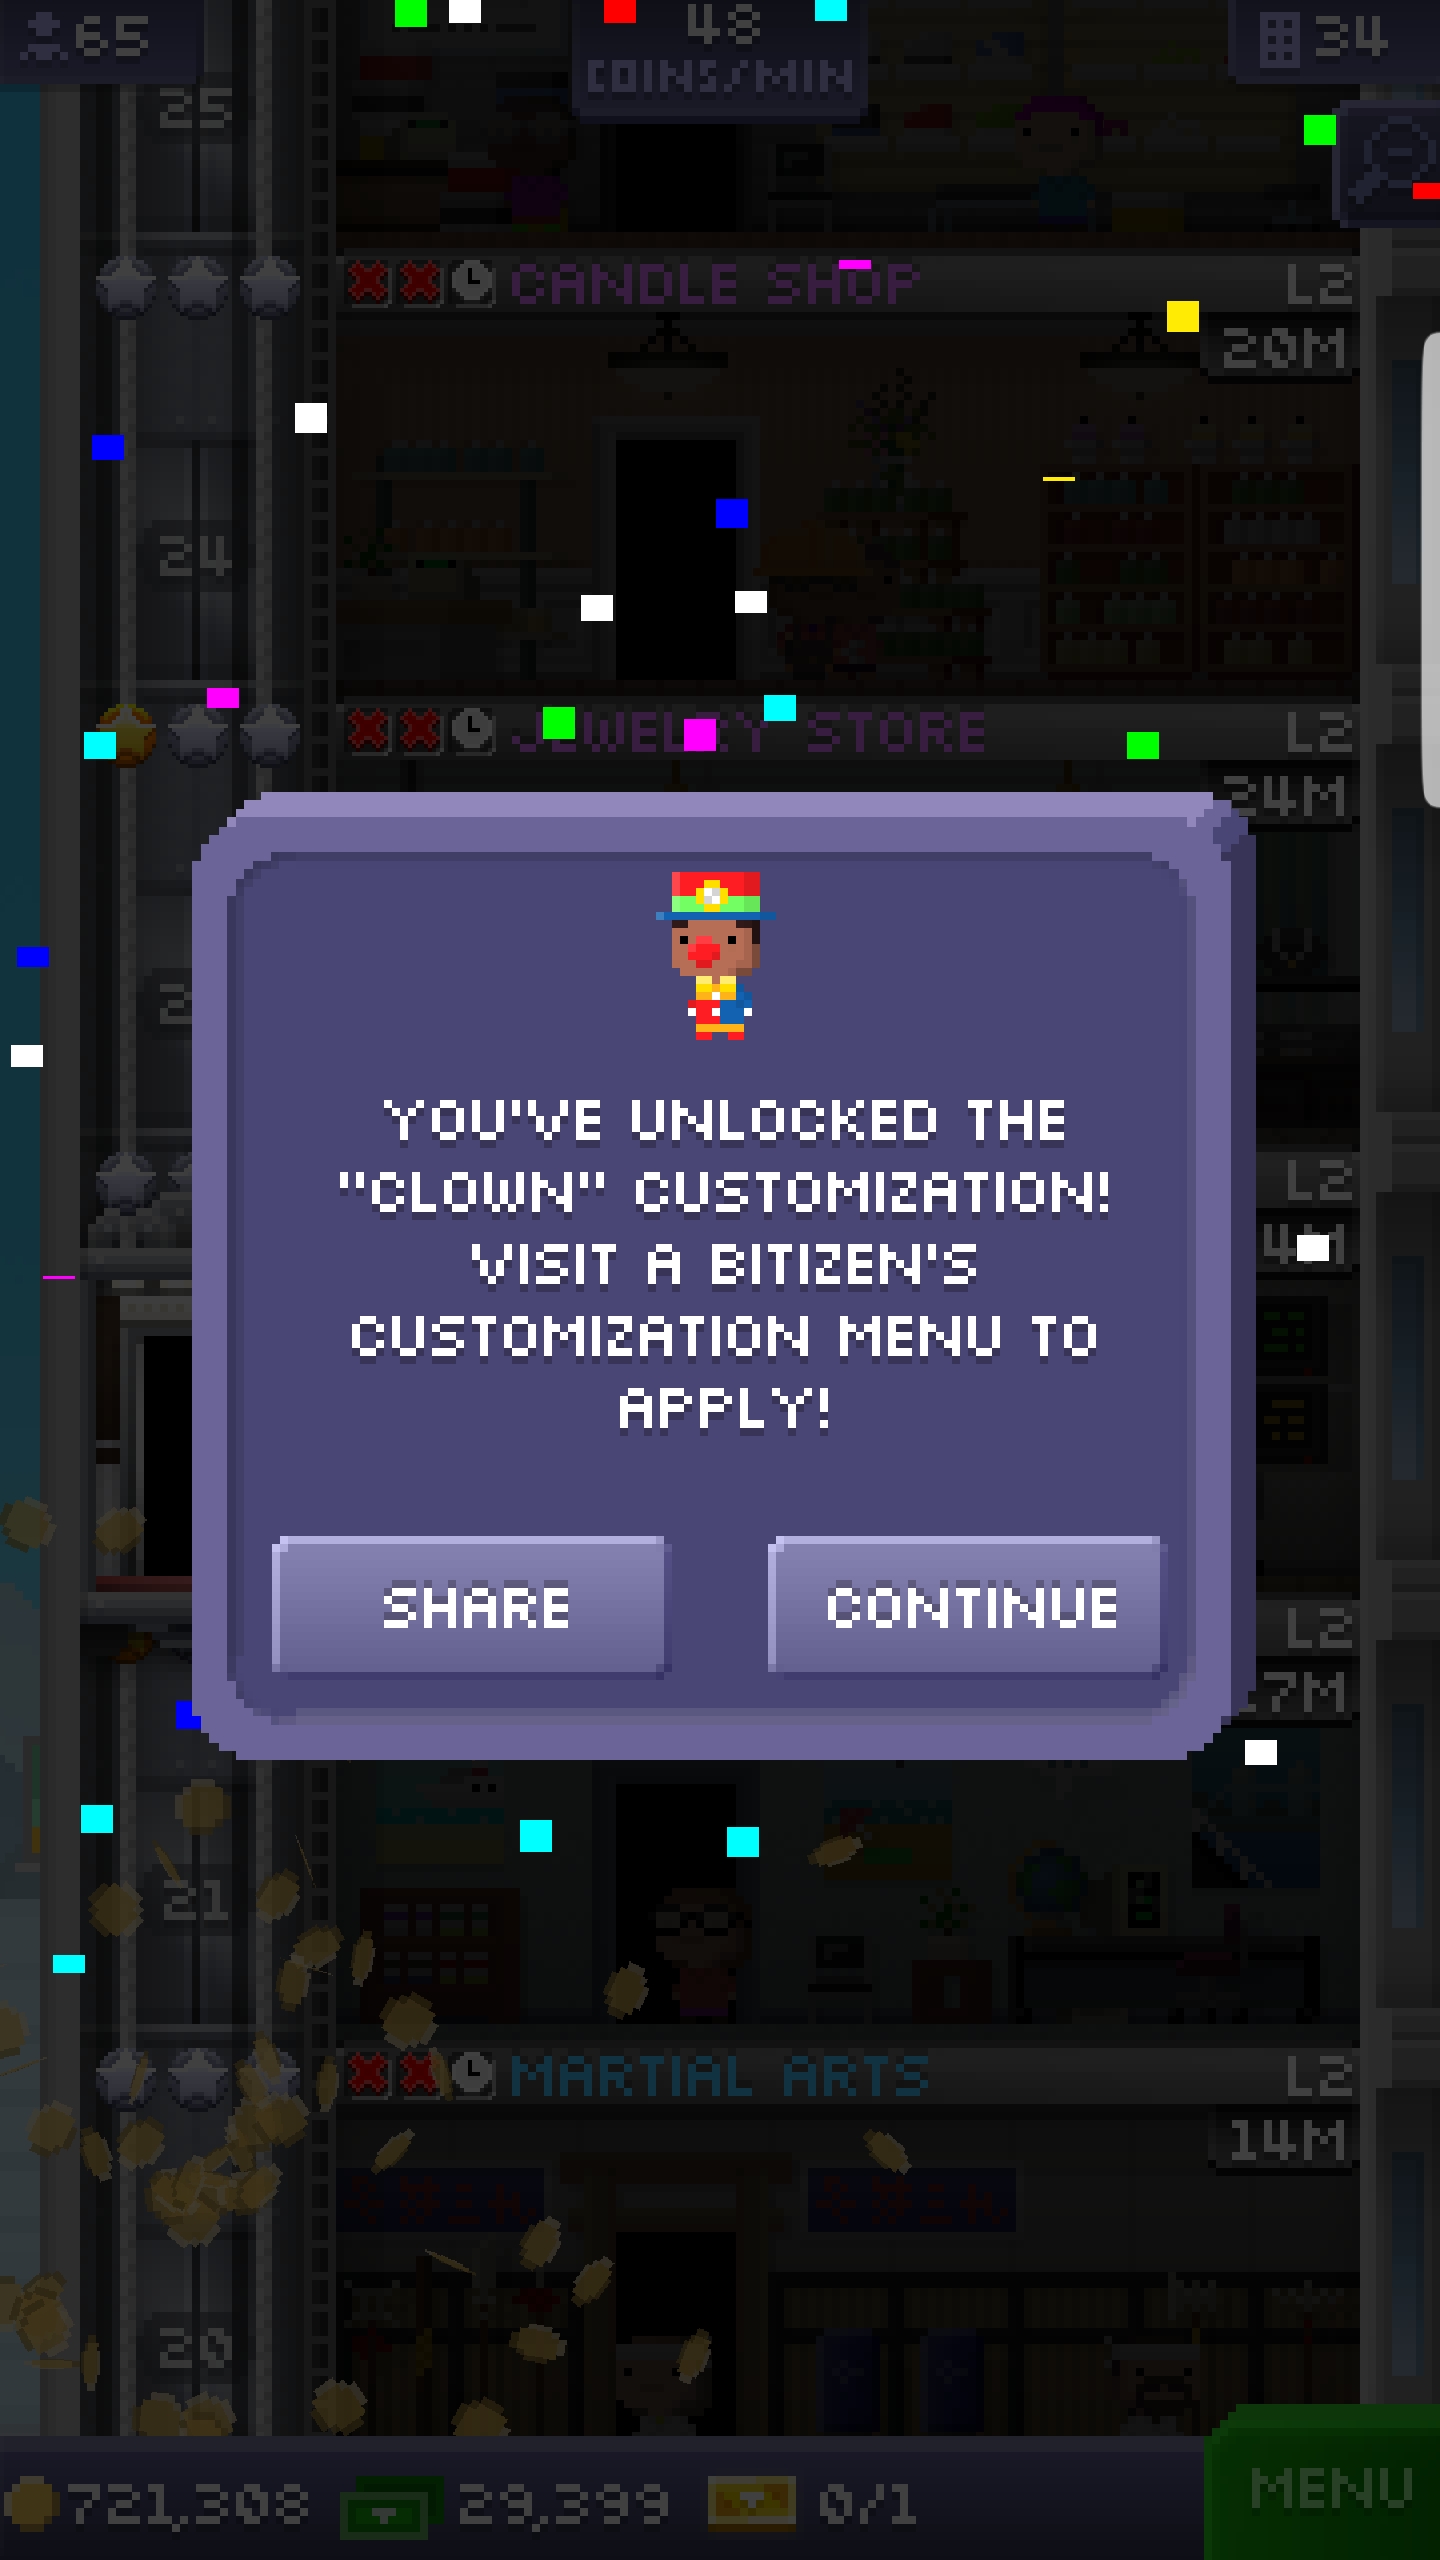 65
48
COINS/MIN
34
25
CANDLE SHOP
L2
20M
24
JEWELRY STORE
L2
24M
YOU'VE UNLOCKED THE
"CLOWN" CUSTOMIZATION!
VISIT A BITIZEN'S
CUSTOMIZATION MENU TO
APPLY!
L2
L2
SHARE
CONTINUE
21
MARTIAL ARTS
L2
14M
20
721,308
29,399
0/1
MENU